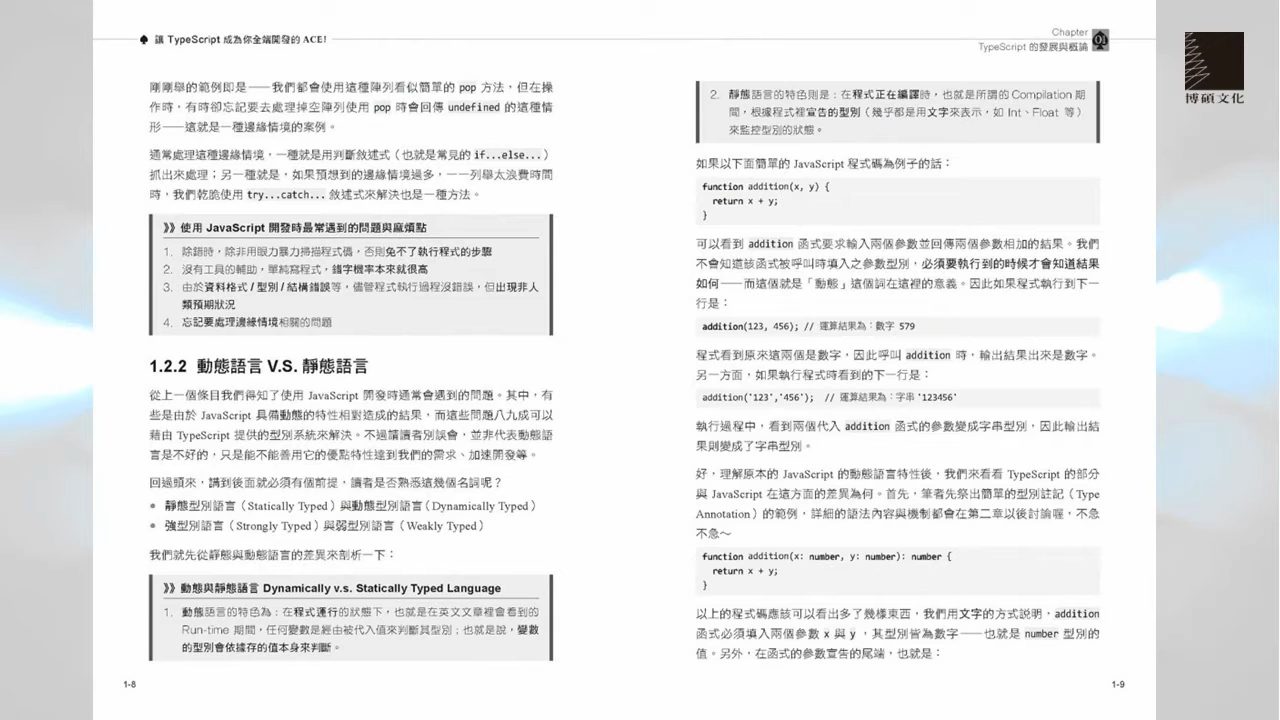 讓 TypeScript 成為你全端開發的 ACE!
剛剛舉的範例即是——我們都會使用這種陣列看似簡單的 pop 方法，但在操
作時，有時卻忘記要去處理掉空陣列使用 pop 時會回傳 undefined 的這種情
形——這就是一種邊緣情境的案例。
通常處理這種邊緣情境，一種就是用判斷敘述式（也就是常見的 if...else...）
抓出來處理；另一種就是，如果預想到的邊緣情境過多，一一列舉太浪費時間
時，我們乾脆使用 try...catch... 敘述式來解決也是一種方法。
》使用 JavaScript 開發時最常遇到的問題與麻煩點
1. 除錯時，除非用眼力暴力掃描程式碼，否則免不了執行程式的步驟
2. 沒有工具的輔助，單純寫程式，錯字機率本來就很高
3. 由於資料格式 / 型別 / 結構錯誤等，儘管程式執行過程沒錯誤，但出現非人
類預期狀況
4. 忘記要處理邊緣情境相關的問題
1.2.2 動態語言 V.S. 靜態語言
從上一個條目我們得知了使用 JavaScript 開發時通常會遇到的問題。其中，有
些是由於 JavaScript 具備動態的特性相對造成的結果，而這些問題八九成可以
藉由 TypeScript 提供的型別系統來解決。不過請讀者別誤會，並非代表動態語
言是不好的，只是能不能善用它的優點特性達到我們的需求、加速開發等。
回過頭來，講到後面就必須有個前提，讀者是否熟悉這幾個名詞呢？
● 靜態型別語言（Statically Typed）與動態型別語言（Dynamically Typed）
● 強型別語言（Strongly Typed）與弱型別語言（Weakly Typed）
我們就先從靜態與動態語言的差異來剖析一下：
》動態與靜態語言 Dynamically v.s. Statically Typed Language
1. 動態語言的特色為：在程式運行的狀態下，也就是在英文文章裡會看到的
Run-time 期間，任何變數是經由被代入值來判斷其型別；也就是說，變數
的型別會依據存的值本身來判斷。
1-8
Chapter
TypeScript 的發展與概論
01
2. 靜態語言的特色則是：在程式正在編譯時，也就是所謂的 Compilation 期
間，根據程式裡宣告的型別（幾乎都是用文字來表示，如 Int、Float 等）
來監控型別的狀態。
如果以下面簡單的 JavaScript 程式碼為例子的話：
function addition(x, y) {
return x + y;
}
可以看到 addition 函式要求輸入兩個參數並回傳兩個參數相加的結果。我們
不會知道該函式被呼叫時填入之參數型別，必須要執行到的時候才會知道結果
如何——而這個就是「動態」這個詞在這裡的意義。因此如果程式執行到下一
行是：
addition(123, 456); // 運算結果為：數字 579
程式看到原來這兩個是數字，因此呼叫 addition 時，輸出結果出來是數字。
另一方面，如果執行程式時看到的下一行是：
addition('123','456'); // 運算結果為：字串 '123456'
執行過程中，看到兩個代入 addition 函式的參數變成字串型別，因此輸出結
果則變成了字串型別。
好，理解原本的 JavaScript 的動態語言特性後，我們來看看 TypeScript 的部分
與 JavaScript 在這方面的差異為何。首先，筆者先祭出簡單的型別註記（Type
Annotation）的範例，詳細的語法內容與機制都會在第二章以後討論喔，不急
不急～
function addition(x: number, y: number): number {
return x + y;
}
以上的程式碼應該可以看出多了幾樣東西，我們用文字的方式說明，addition
函式必須填入兩個參數 x 與 y ，其型別皆為數字——也就是 number 型別的
值。另外，在函式的參數宣告的尾端，也就是：
1-9
博碩文化